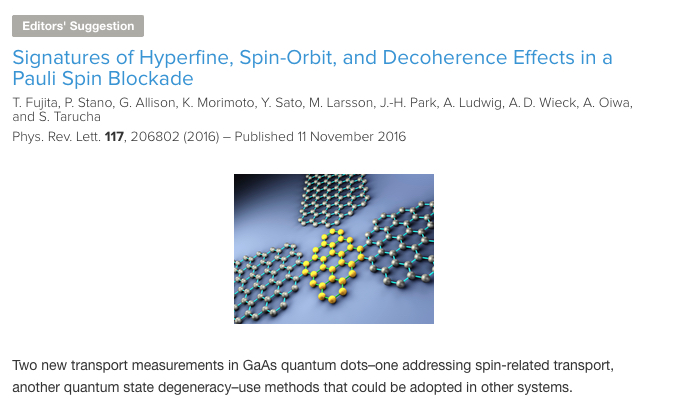 Editors' Suggestion
Signatures of Hyperfine, Spin-Orbit, and Decoherence Effects in a
Pauli Spin Blockade
T. Fujita, P. Stano, G. Allison, K. Morimoto, Y. Sato, M. Larsson, J.-H. Park, A. Ludwig, A. D. Wieck, A. Oiwa,
and S. Tarucha
Phys. Rev. Lett. 117, 206802 (2016) – Published 11 November 2016
Two new transport measurements in GaAs quantum dots–one addressing spin-related transport,
another quantum state degeneracy–use methods that could be adopted in other systems.